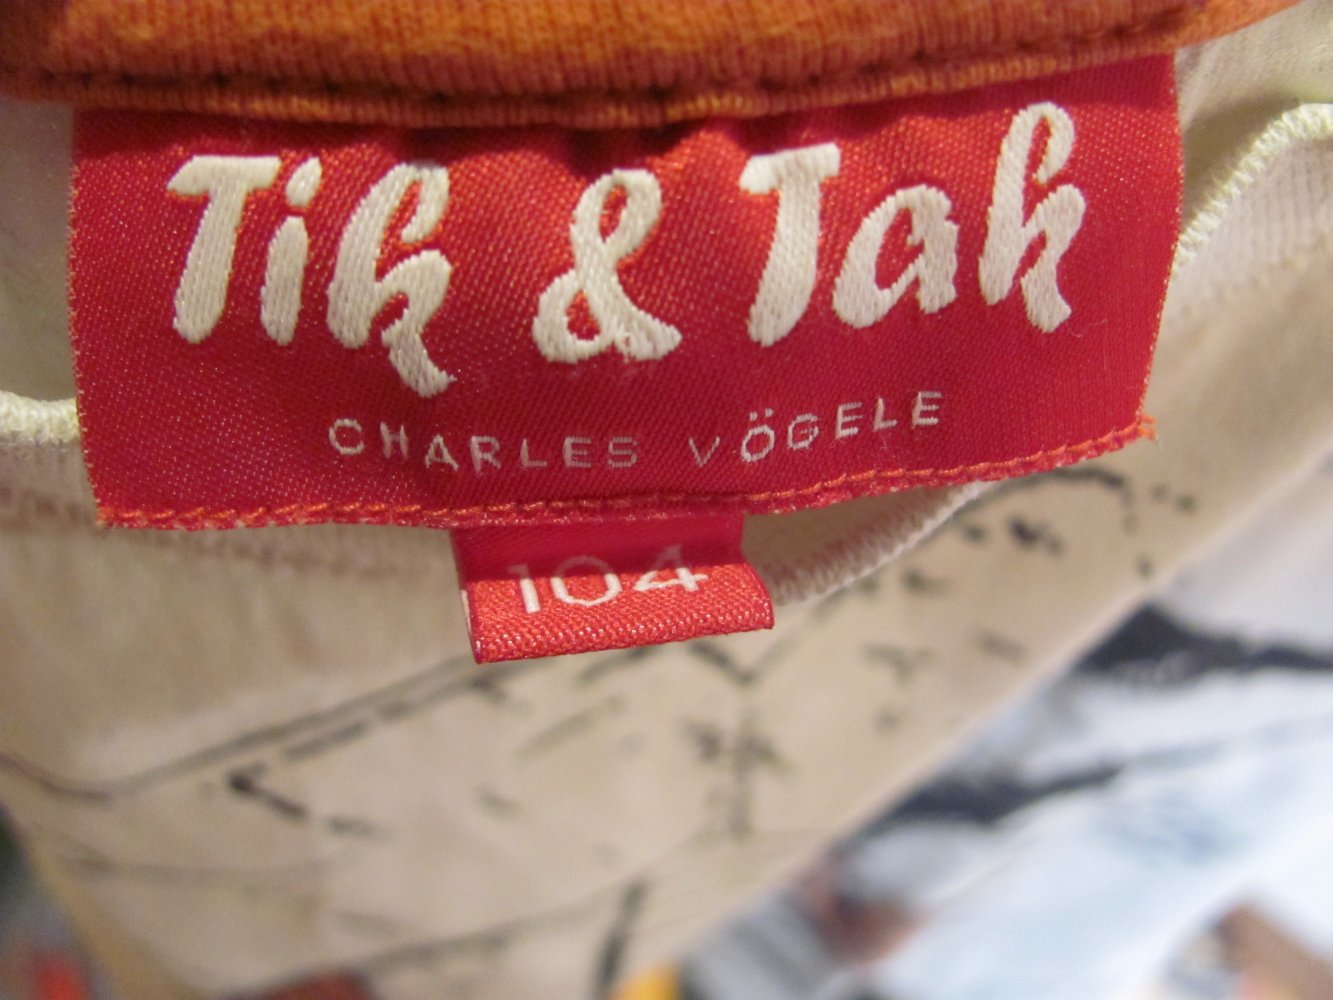 Tik & Tak
CHARLES VÖGELE
104